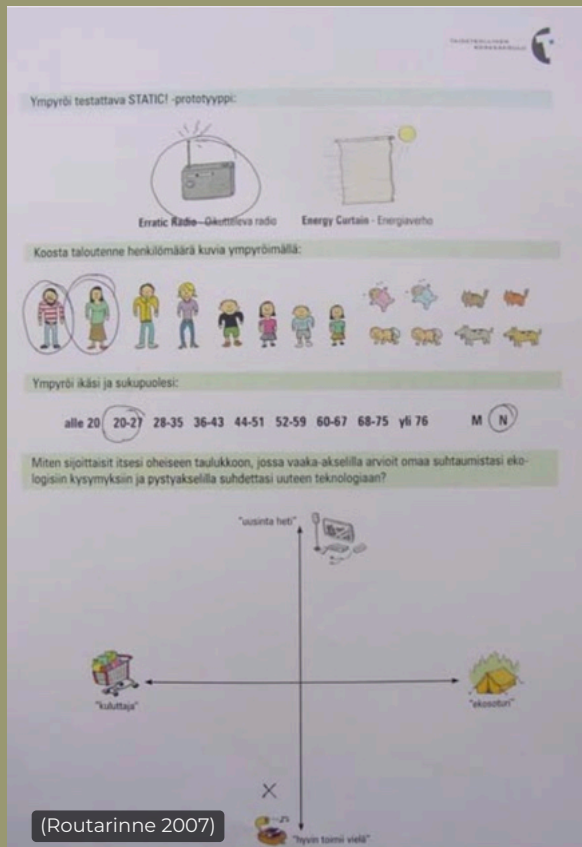 TAIDETEOLLINEN
KORKEAKOULU
Ympyröi testattava STATIC! -prototyyppi:
Erratic Radio - Oikutteleva radio
Energy Curtain - Energiaverho
Koosta taloutenne henkilömäärä kuvia ympyröimällä:
Ympyröi ikäsi ja sukupuolesi:
alle 20 20-27 28-35 36-43 44-51 52-59 60-67 68-75 yli 76 M N
Miten sijoittaisit itsesi oheiseen taulukkoon, jossa vaaka-akselilla arvioit omaa suhtaumistasi eko-
logisiin kysymyksiin ja pystyakselilla suhdettasi uuteen teknologiaan?
"uusinta heti"
"kuluttaja"
"ekosoturi"
X
"hyvin toimii vielä"
(Routarinne 2007)